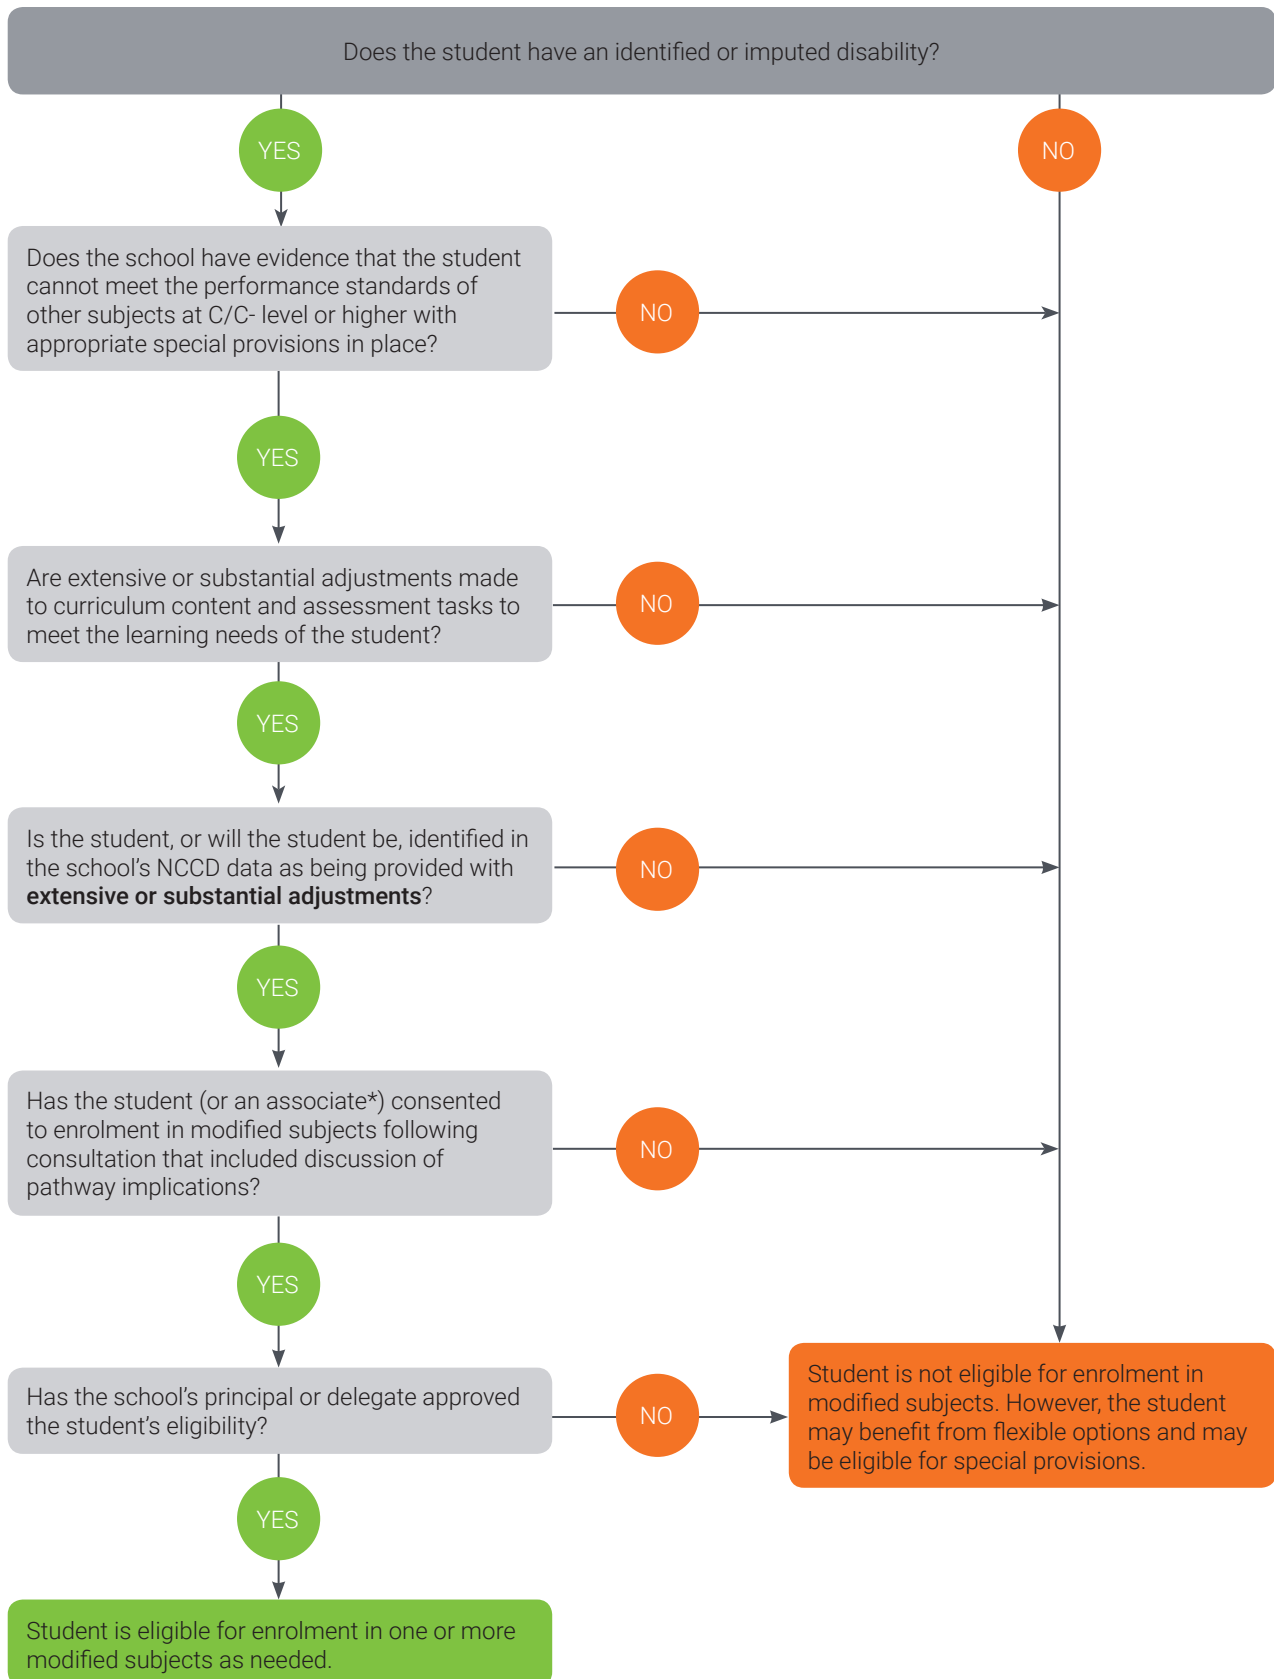 Does the student have an identified or imputed disability?
YES
NO
Does the school have evidence that the student
cannot meet the performance standards of
other subjects at C/C- level or higher with
appropriate special provisions in place?
NO
YES
Are extensive or substantial adjustments made
to curriculum content and assessment tasks to
meet the learning needs of the student?
NO
YES
Is the student, or will the student be, identified in
the school's NCCD data as being provided with
extensive or substantial adjustments?
NO
YES
Has the student (or an associate*) consented
to enrolment in modified subjects following
consultation that included discussion of
pathway implications?
NO
YES
Has the school's principal or delegate approved
the student's eligibility?
NO
Student is not eligible for enrolment in
modified subjects. However, the student
may benefit from flexible options and may
be eligible for special provisions.
YES
Student is eligible for enrolment in one or more
modified subjects as needed.